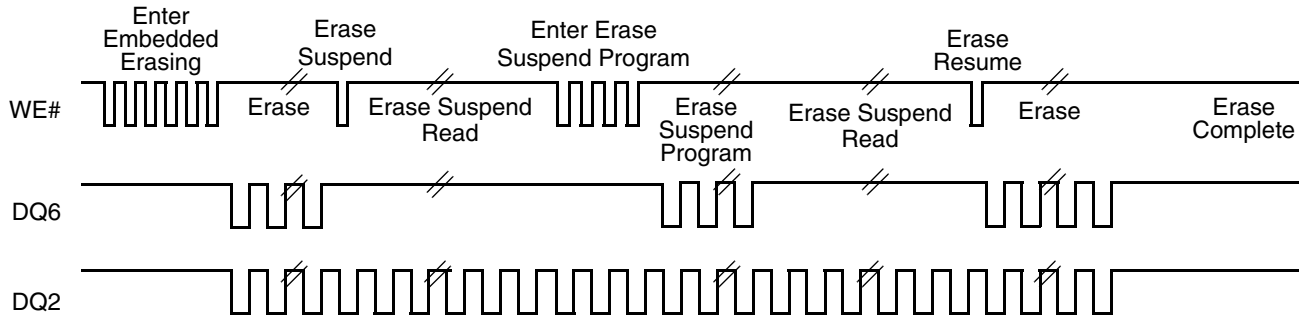 Enter
Embedded
Erasing
Erase
Suspend
Enter Erase
Suspend Program
Erase
Resume
WE#
Erase
Erase Suspend
Read
Erase
Suspend
Program
Erase Suspend
Read
Erase
Erase
Complete
DQ6
DQ2